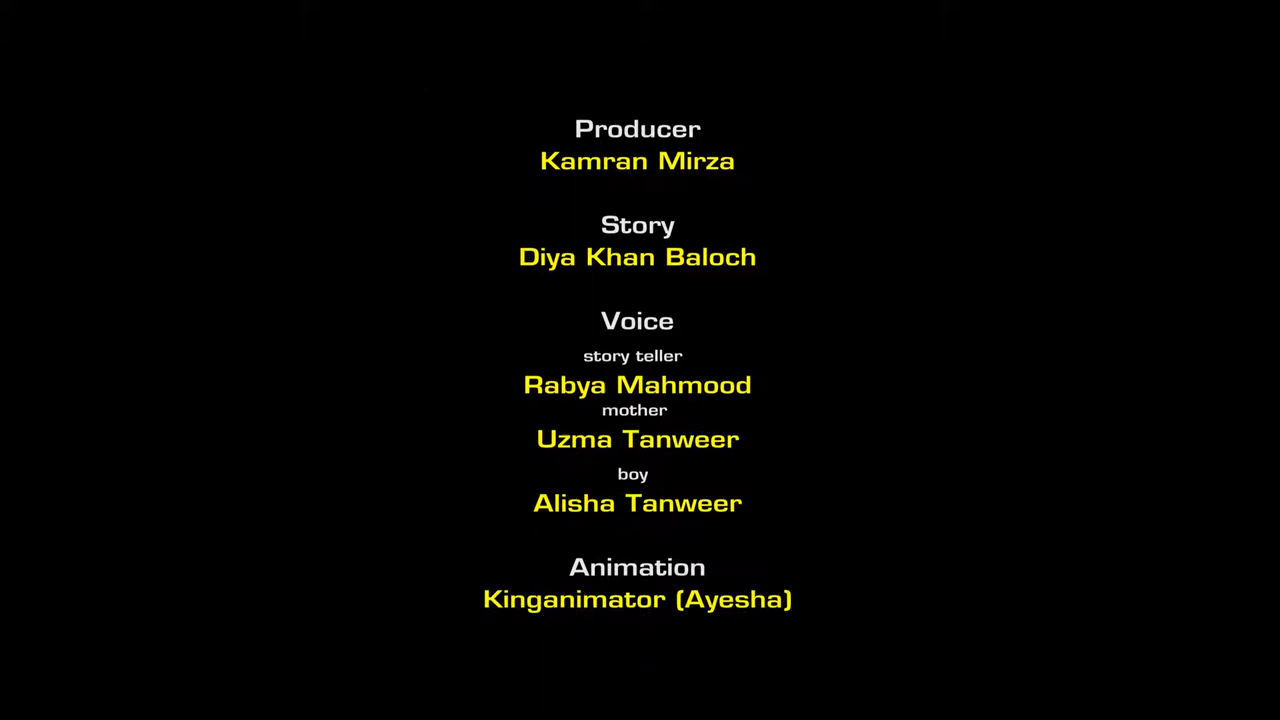 Producer
Kamran Mirza
Story
Diya Khan Baloch
Voice
story teller
Rabya Mahmood
mother
Uzma Tanweer
boy
Alisha Tanweer
Animation
Kinganimator (Ayesha)